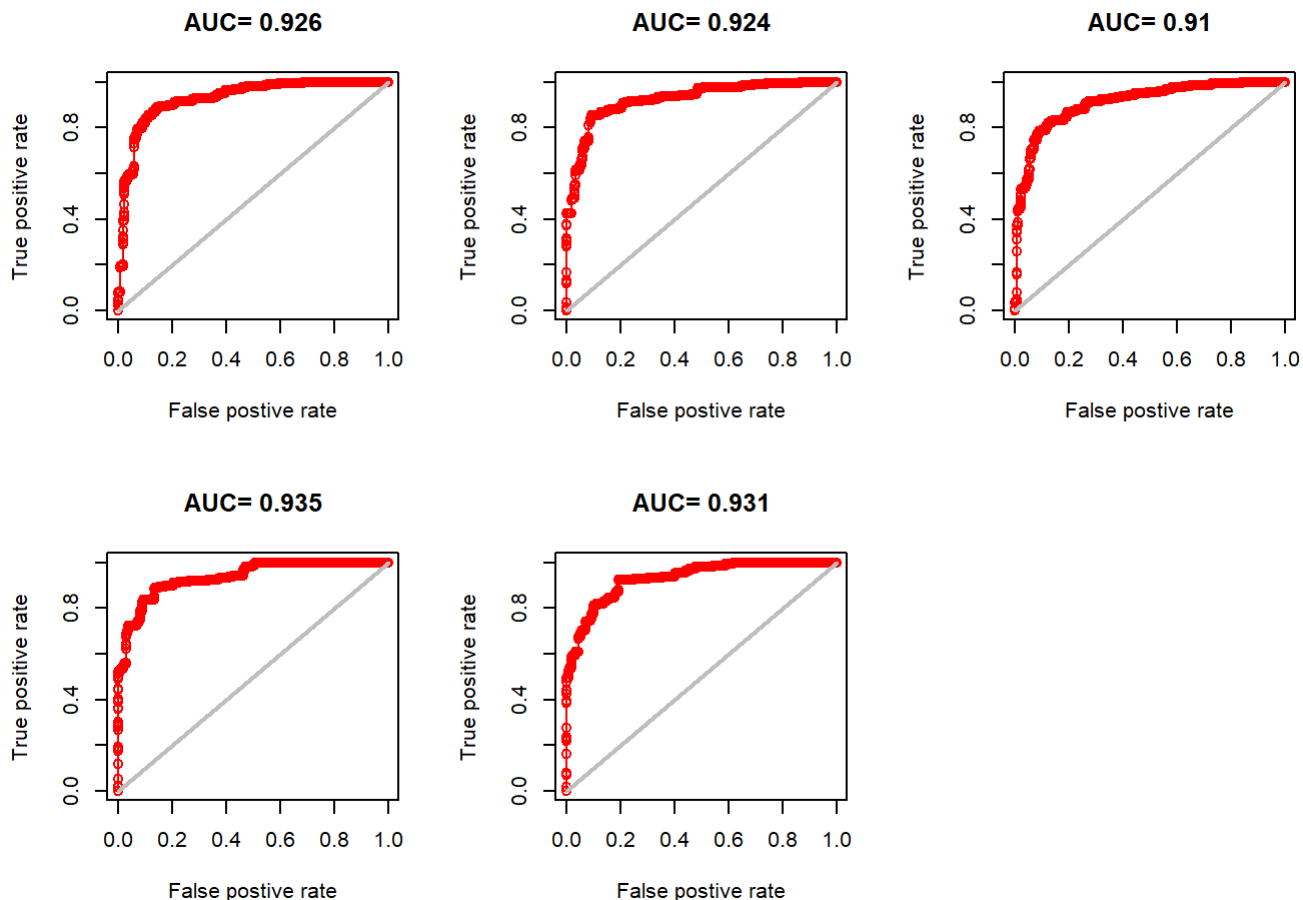 AUC= 0.926
True positive rate
0.8
0.4
0.0
0.0 0.2 0.4 0.6 0.8 1.0
False postive rate
AUC= 0.924
True positive rate
0.8
0.4
0.0
0.0 0.2 0.4 0.6 0.8 1.0
False postive rate
AUC= 0.91
True positive rate
0.8
0.4
0.0
0.0 0.2 0.4 0.6 0.8 1.0
False postive rate
AUC= 0.935
True positive rate
0.8
0.4
0.0
0.0 0.2 0.4 0.6 0.8 1.0
False postive rate
AUC= 0.931
True positive rate
0.8
0.4
0.0
0.0 0.2 0.4 0.6 0.8 1.0
False postive rate